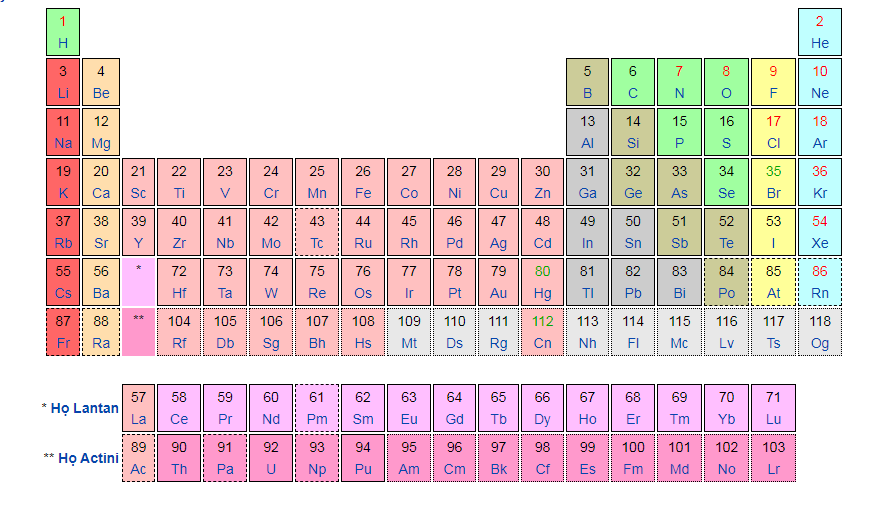 1 2
H He
3 4 5 6 7 8 9 10
Li Be B C N O F Ne
11 12 13 14 15 16 17 18
Na Mg Al Si P S Cl Ar
19 20 21 22 23 24 25 26 27 28 29 30 31 32 33 34 35 36
K Ca Sc Ti V Cr Mn Fe Co Ni Cu Zn Ga Ge As Se Br Kr
37 38 39 40 41 42 43 44 45 46 47 48 49 50 51 52 53 54
Rb Sr Y Zr Nb Mo Tc Ru Rh Pd Ag Cd In Sn Sb Te I Xe
55 56 * 72 73 74 75 76 77 78 79 80 81 82 83 84 85 86
Cs Ba Hf Ta W Re Os Ir Pt Au Hg Tl Pb Bi Po At Rn
87 88 ** 104 105 106 107 108 109 110 111 112 113 114 115 116 117 118
Fr Ra Rf Db Sg Bh Hs Mt Ds Rg Cn Nh Fl Mc Lv Ts Og
57 58 59 60 61 62 63 64 65 66 67 68 69 70 71
* Họ Lantan La Ce Pr Nd Pm Sm Eu Gd Tb Dy Ho Er Tm Yb Lu
89 90 91 92 93 94 95 96 97 98 99 100 101 102 103
** Họ Actini Ac Th Pa U Np Pu Am Cm Bk Cf Es Fm Md No Lr